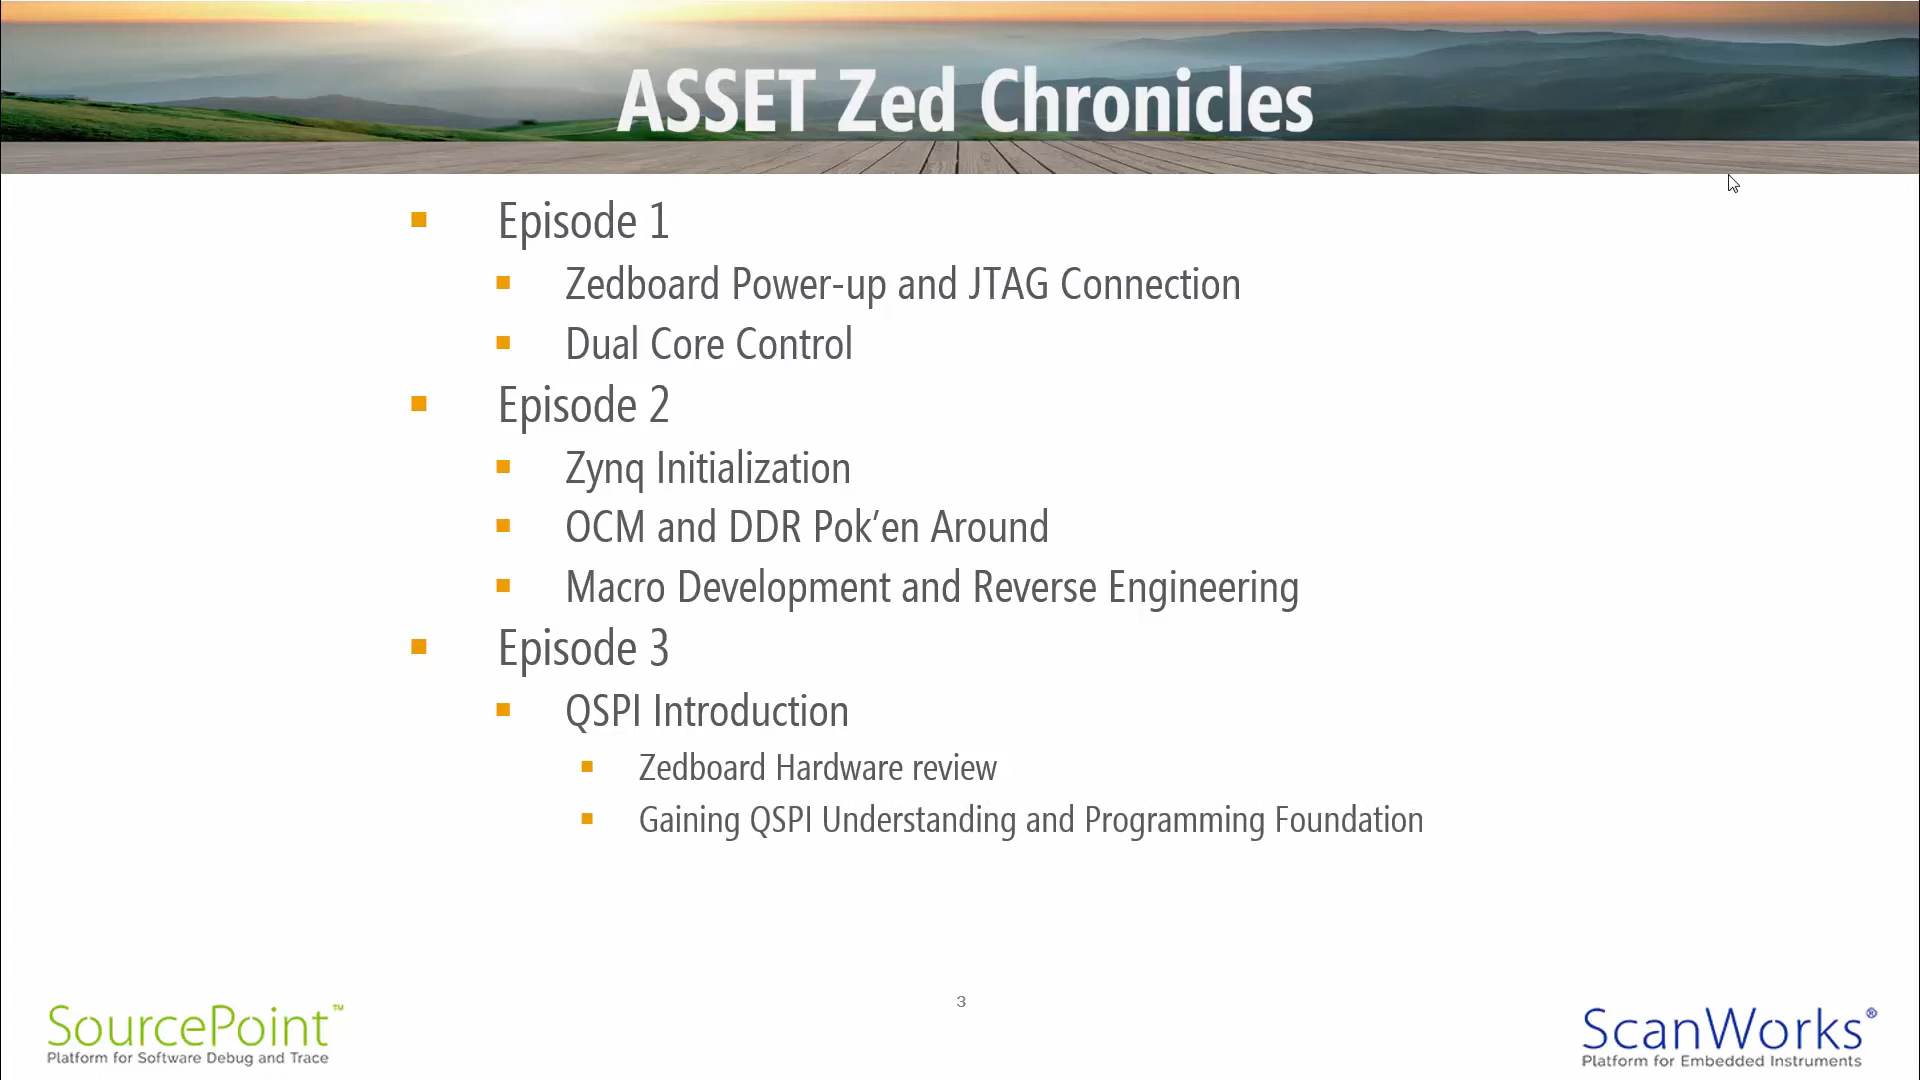 ASSET Zed Chronicles
Episode 1
Zedboard Power-up and JTAG Connection
Dual Core Control
Episode 2
Zynq Initialization
OCM and DDR Pok’en Around
Macro Development and Reverse Engineering
Episode 3
QSPI Introduction
Zedboard Hardware review
Gaining QSPI Understanding and Programming Foundation
SourcePoint™
Platform for Software Debug and Trace
3
ScanWorks®
Platform for Embedded Instruments